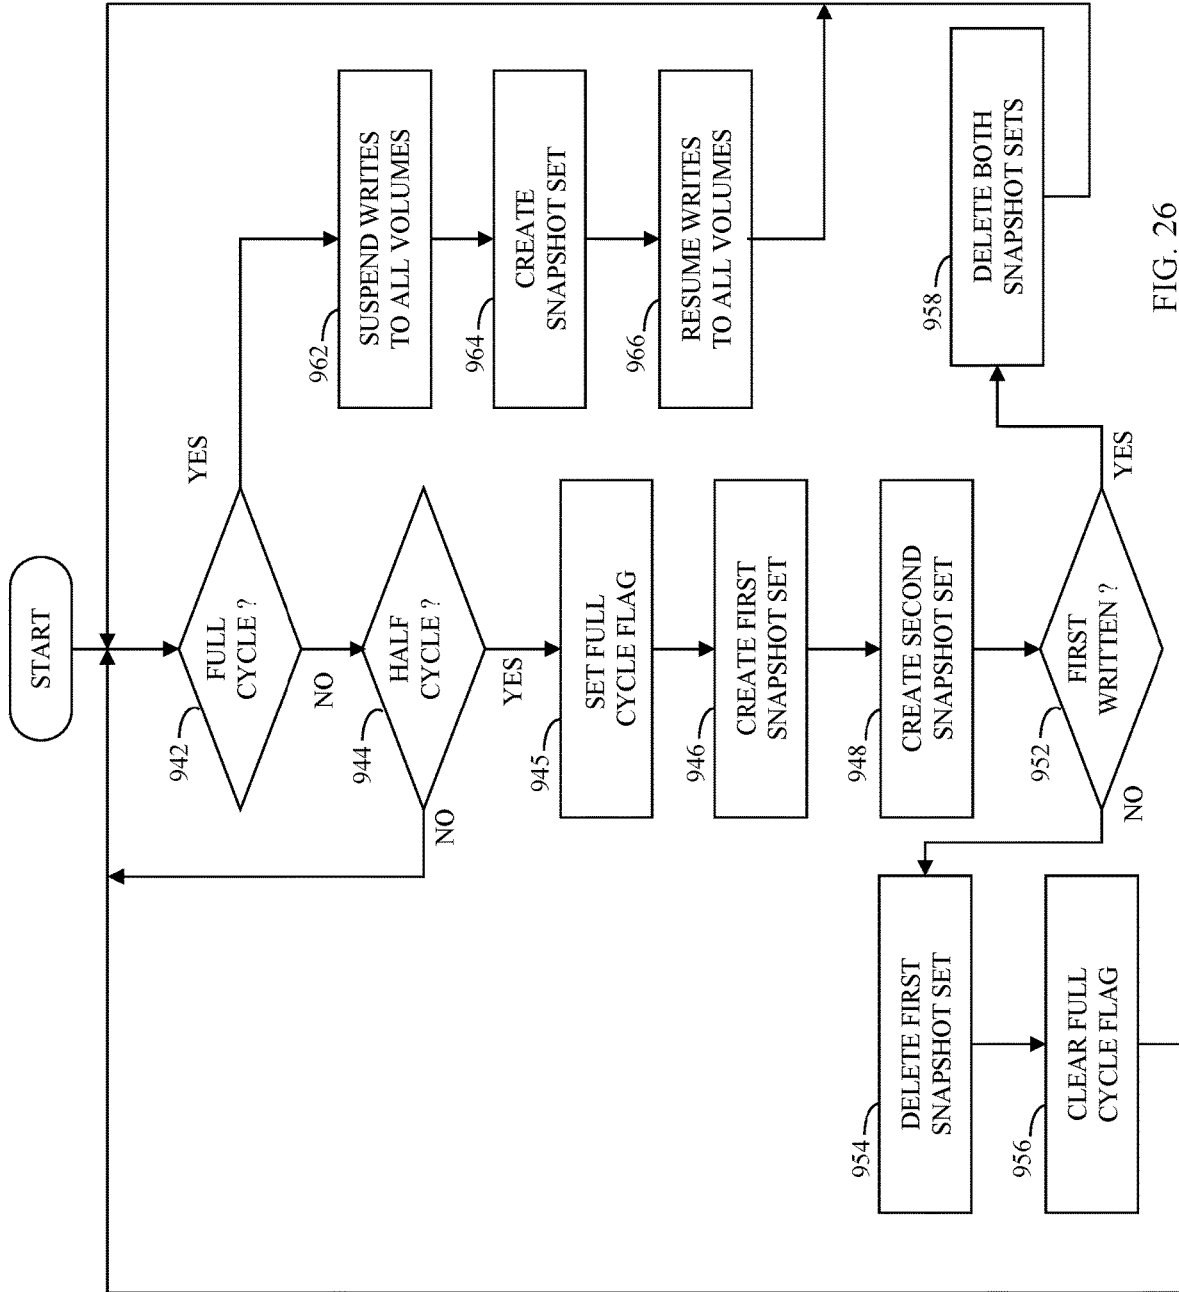 START
FULL
CYCLE ?
942
YES
NO
HALF
CYCLE ?
944
NO
YES
SET FULL
CYCLE FLAG
945
CREATE FIRST
SNAPSHOT SET
946
CREATE SECOND
SNAPSHOT SET
948
FIRST
WRITTEN ?
952
NO
YES
DELETE FIRST
SNAPSHOT SET
954
CLEAR FULL
CYCLE FLAG
956
SUSPEND WRITES
TO ALL VOLUMES
962
CREATE
SNAPSHOT SET
964
RESUME WRITES
TO ALL VOLUMES
966
DELETE BOTH
SNAPSHOT SETS
958
FIG. 26